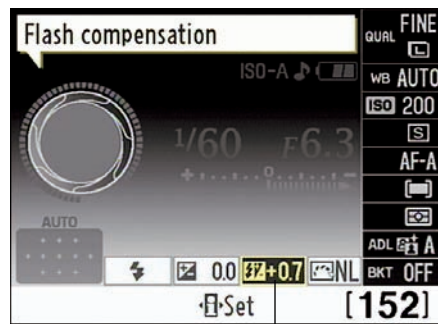 Flash compensation
QUAL FINE
L
ISO-A
WB AUTO
ISO 200
1/60 F6.3
S
AF-A
+ 0 -
AUTO
ADL A
0.0 +0.7 NL
BKT OFF
Set [152]